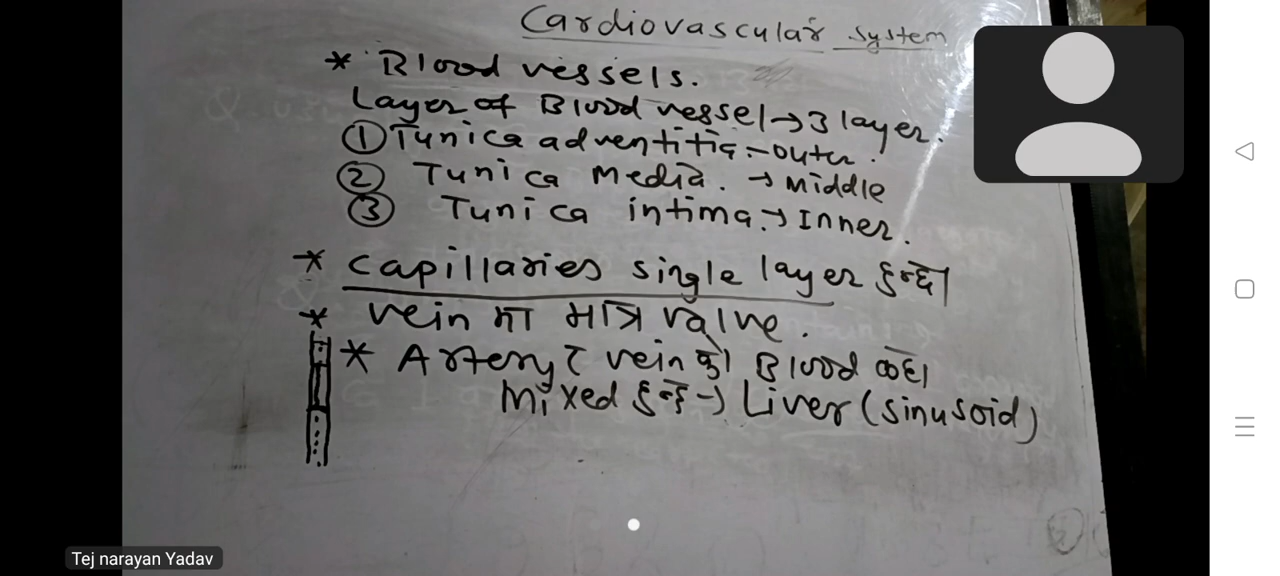 Cardiovascular system
* Blood vessels.
Layer of Blood vessel → 3 layer.
① Tunica adventitia :- outer.
② Tunica Media. → Middle
③ Tunica intima. → Inner.
* Capillaries single layer हुन्छ।
* vein मा मात्र valve.
* Artery र vein को Blood कहाँ
Mixed हुन्छ → Liver (sinusoid)
Tej narayan Yadav